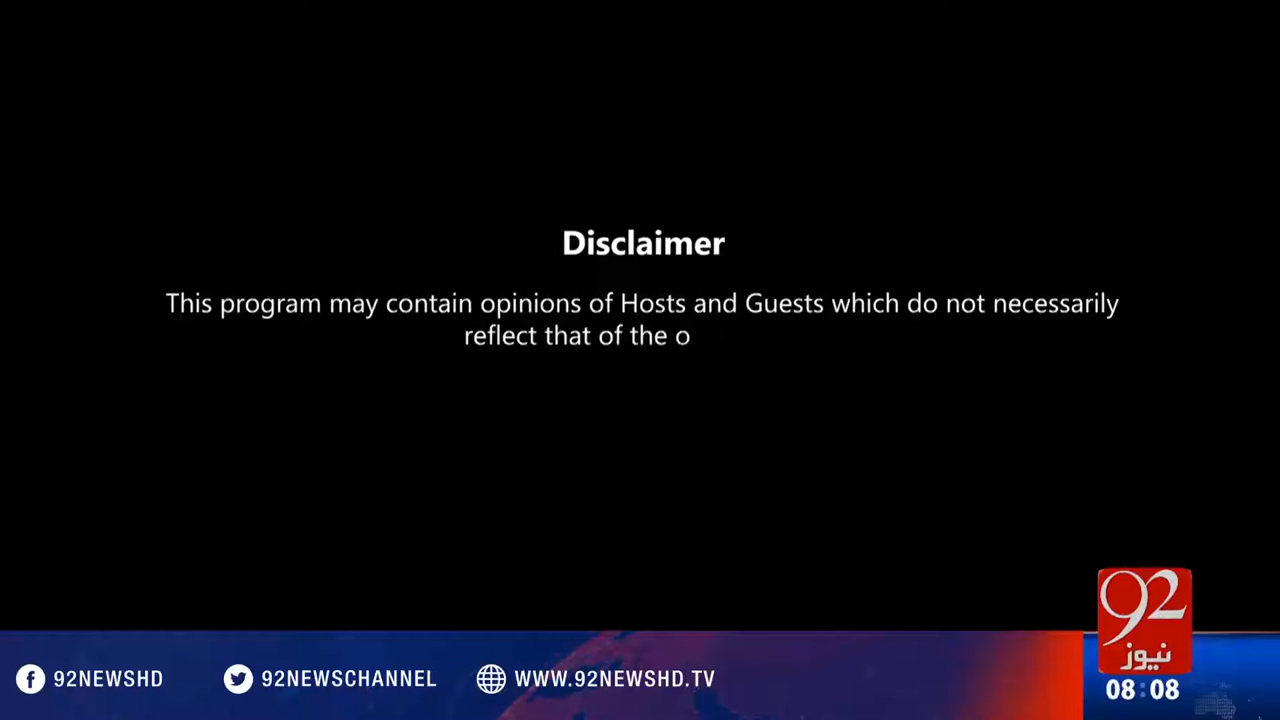 Disclaimer
This program may contain opinions of Hosts and Guests which do not necessarily
reflect that of the o
92
نیوز
92NEWSHD
92NEWSCHANNEL
WWW.92NEWSHD.TV
08:08